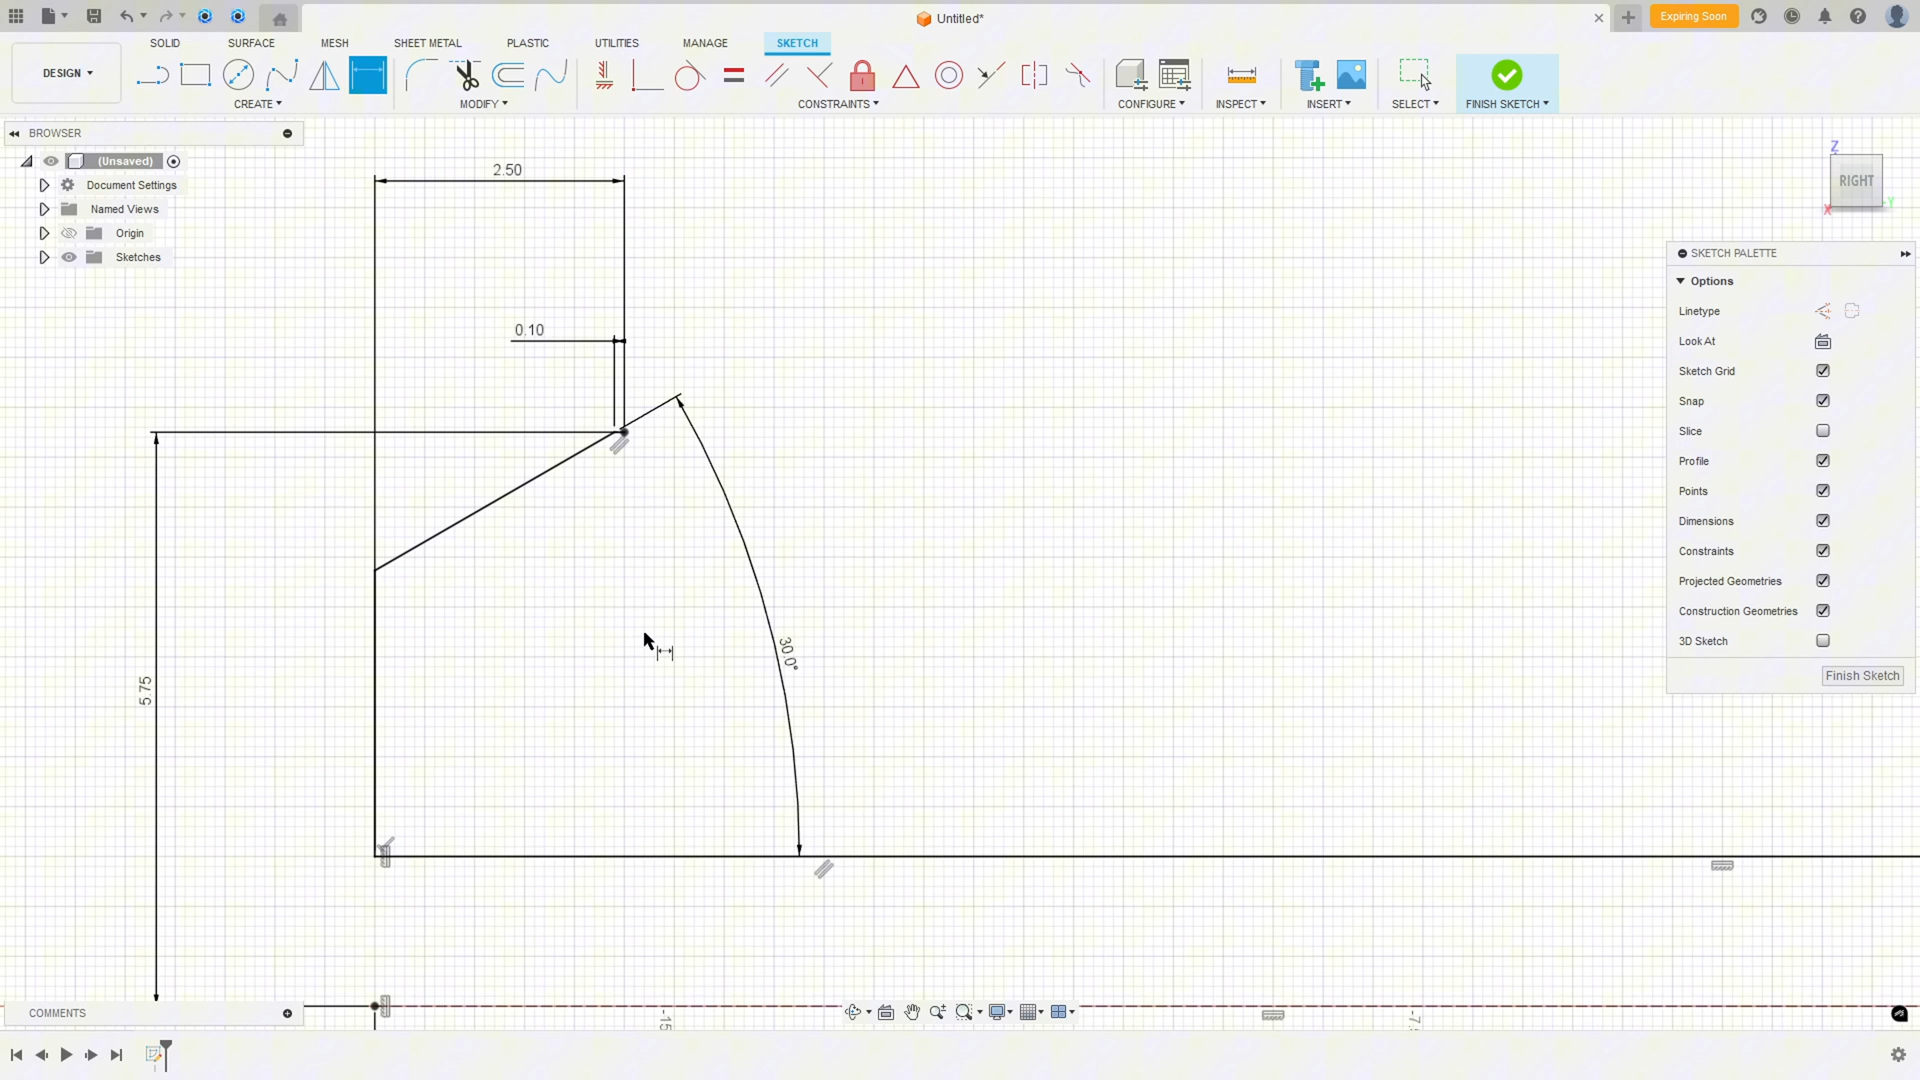 Untitled*
Expiring Soon
SOLID
SURFACE
MESH
SHEET METAL
PLASTIC
UTILITIES
MANAGE
SKETCH
DESIGN
CREATE
MODIFY
CONSTRAINTS
CONFIGURE
INSPECT
INSERT
SELECT
FINISH SKETCH
BROWSER
(Unsaved)
Document Settings
Named Views
Origin
Sketches
2.50
0.10
5.75
30.0°
Z
RIGHT
X
Y
SKETCH PALETTE
Options
Linetype
Look At
Sketch Grid
Snap
Slice
Profile
Points
Dimensions
Constraints
Projected Geometries
Construction Geometries
3D Sketch
Finish Sketch
COMMENTS
-15